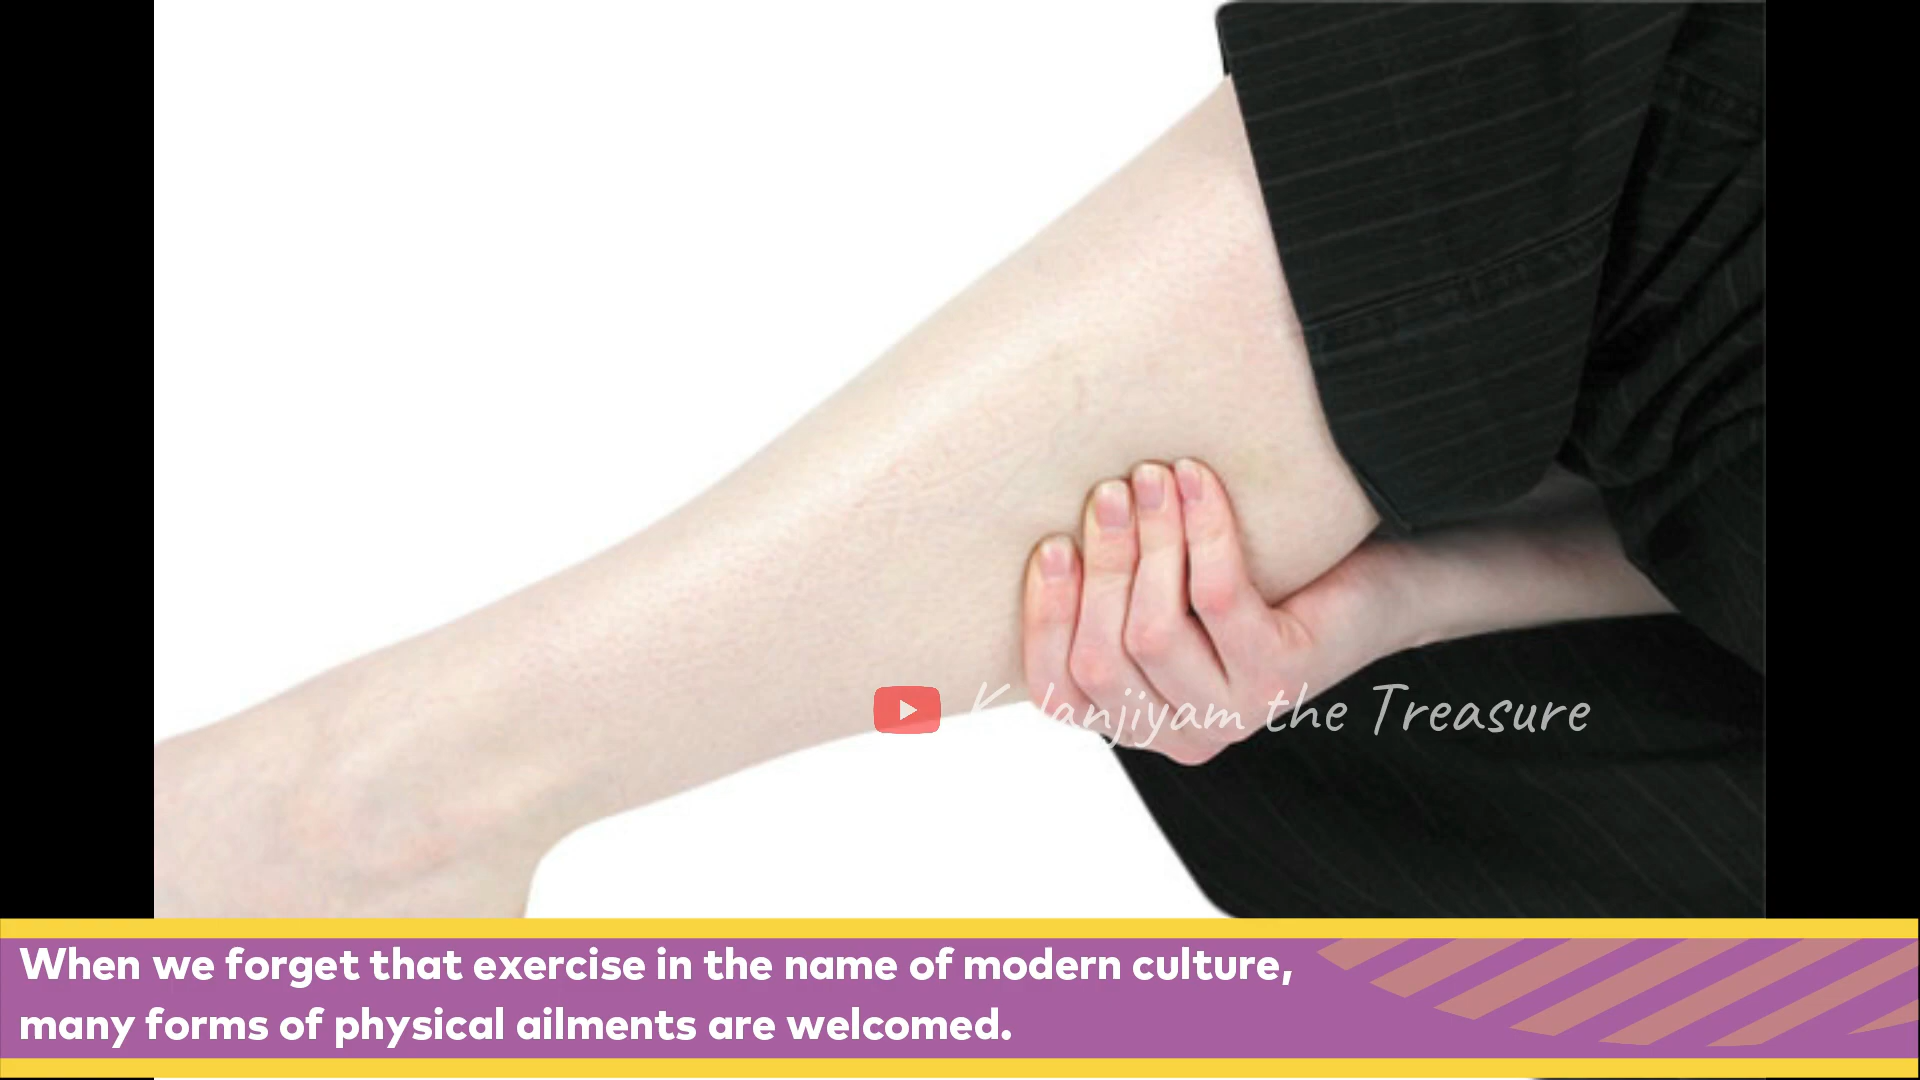 Kalanjiyam the Treasure
When we forget that exercise in the name of modern culture,
many forms of physical ailments are welcomed.